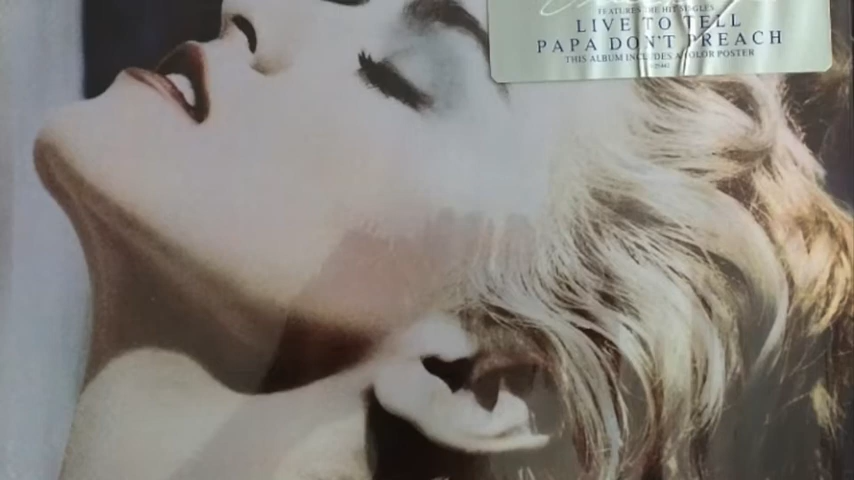 FEATURES THE HIT SINGLES
LIVE TO TELL
PAPA DON'T PREACH
THIS ALBUM INCLUDES A COLOR POSTER